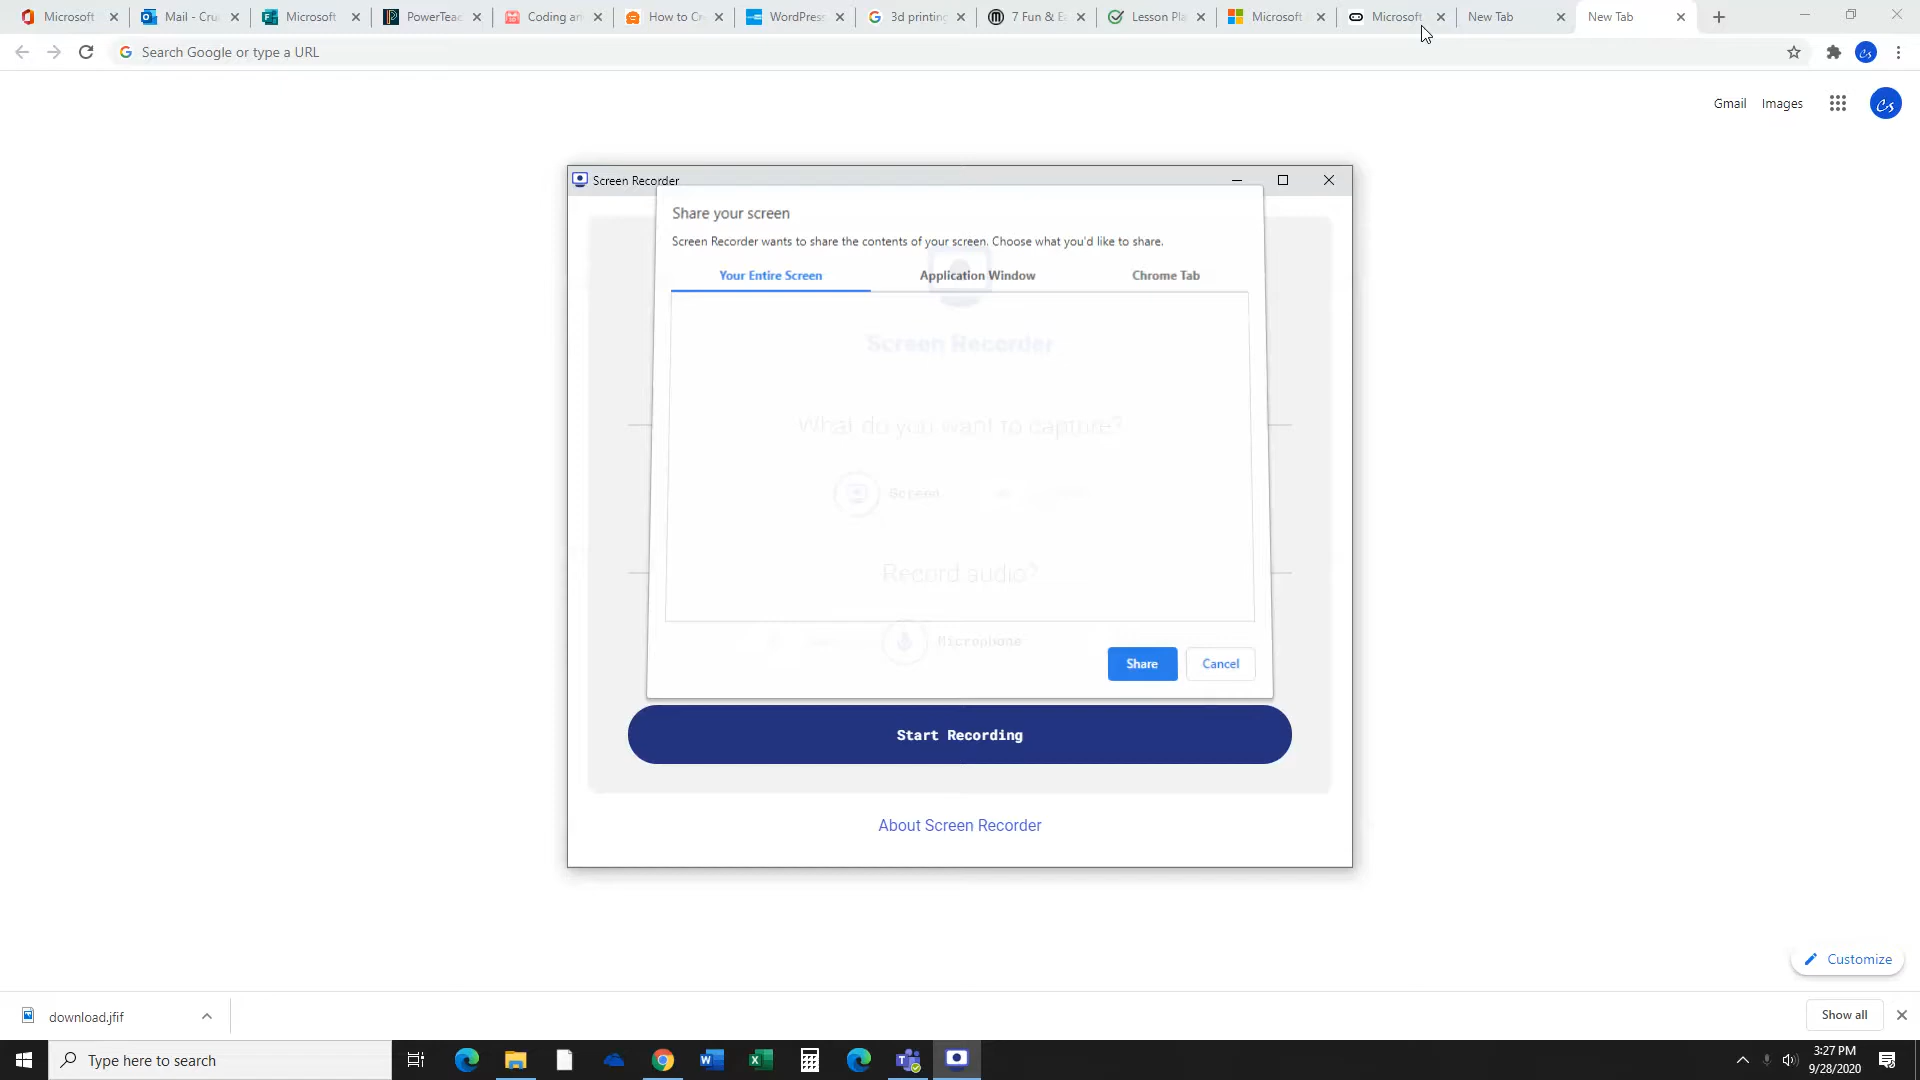 Microsoft
Mail - Cru
Microsoft
PowerTeac
Coding an
How to Cr
WordPress
3d printing
7 Fun & Ea
Lesson Pla
Microsoft
Microsoft
New Tab
New Tab
Search Google or type a URL
Gmail
Images
Screen Recorder
Share your screen
Screen Recorder wants to share the contents of your screen. Choose what you'd like to share.
Your Entire Screen
Application Window
Chrome Tab
Screen Recorder
What do you want to capture?
Screen
Record audio?
Microphone
Share
Cancel
Start Recording
About Screen Recorder
Customize
download.jfif
Show all
Type here to search
3:27 PM
9/28/2020